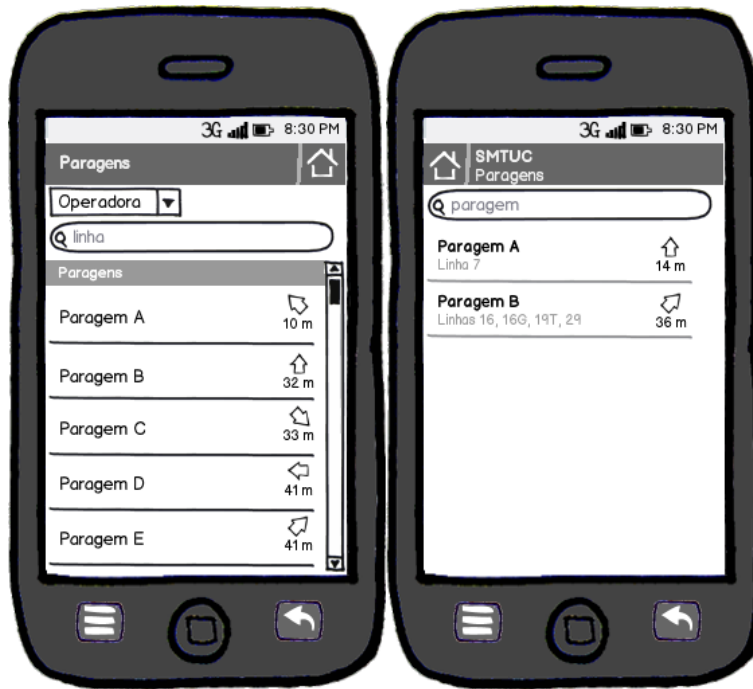 3G 8:30 PM
Paragens
Operadora
linha
Paragens
Paragem A
10 m
Paragem B
32 m
Paragem C
33 m
Paragem D
41 m
Paragem E
41 m
3G 8:30 PM
SMTUC
Paragens
paragem
Paragem A
Linha 7
14 m
Paragem B
Linhas 16, 16G, 19T, 29
36 m